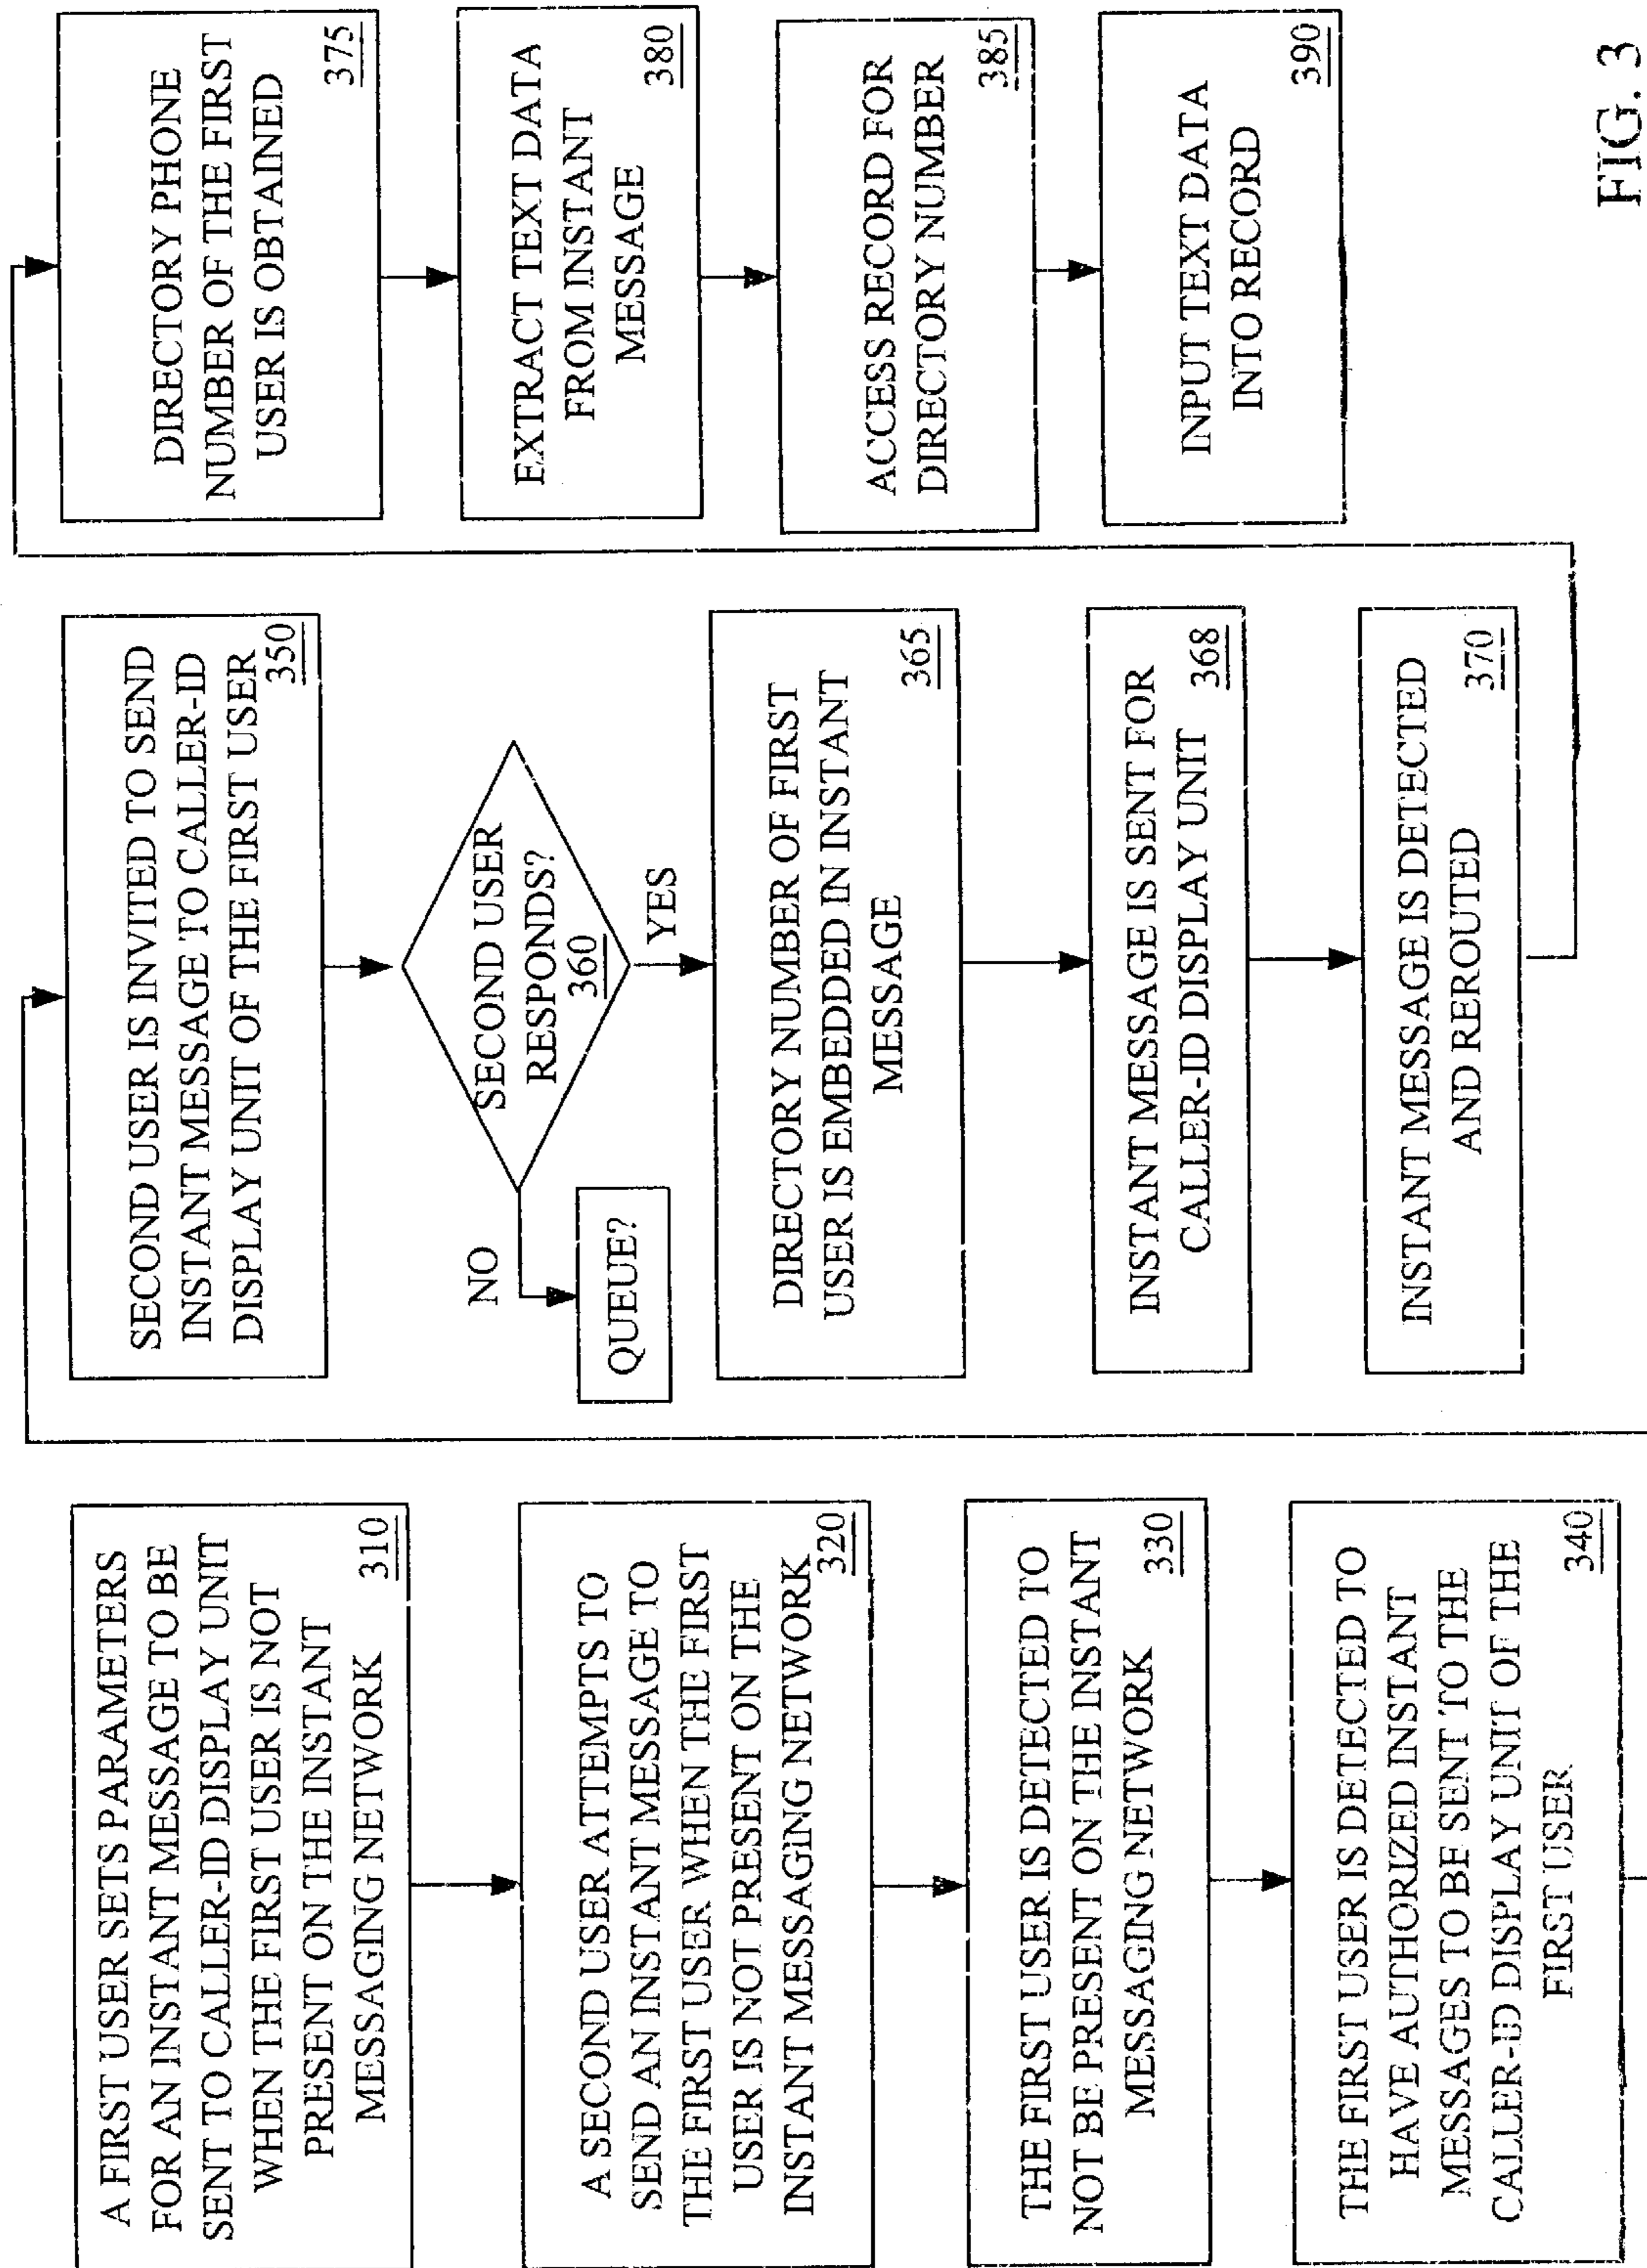 A FIRST USER SETS PARAMETERS
FOR AN INSTANT MESSAGE TO BE
SENT TO CALLER-ID DISPLAY UNIT
WHEN THE FIRST USER IS NOT
PRESENT ON THE INSTANT
MESSAGING NETWORK
310
A SECOND USER ATTEMPTS TO
SEND AN INSTANT MESSAGE TO
THE FIRST USER WHEN THE FIRST
USER IS NOT PRESENT ON THE
INSTANT MESSAGING NETWORK
320
THE FIRST USER IS DETECTED TO
NOT BE PRESENT ON THE INSTANT
MESSAGING NETWORK
330
THE FIRST USER IS DETECTED TO
HAVE AUTHORIZED INSTANT
MESSAGES TO BE SENT TO THE
CALLER-ID DISPLAY UNIT OF THE
FIRST USER
340
SECOND USER IS INVITED TO SEND
INSTANT MESSAGE TO CALLER-ID
DISPLAY UNIT OF THE FIRST USER
350
SECOND USER
RESPONDS?
360
NO
QUEUE?
YES
DIRECTORY NUMBER OF FIRST
USER IS EMBEDDED IN INSTANT
MESSAGE
365
INSTANT MESSAGE IS SENT FOR
CALLER-ID DISPLAY UNIT
368
INSTANT MESSAGE IS DETECTED
AND REROUTED
370
DIRECTORY PHONE
NUMBER OF THE FIRST
USER IS OBTAINED
375
EXTRACT TEXT DATA
FROM INSTANT
MESSAGE
380
ACCESS RECORD FOR
DIRECTORY NUMBER
385
INPUT TEXT DATA
INTO RECORD
390
FIG. 3